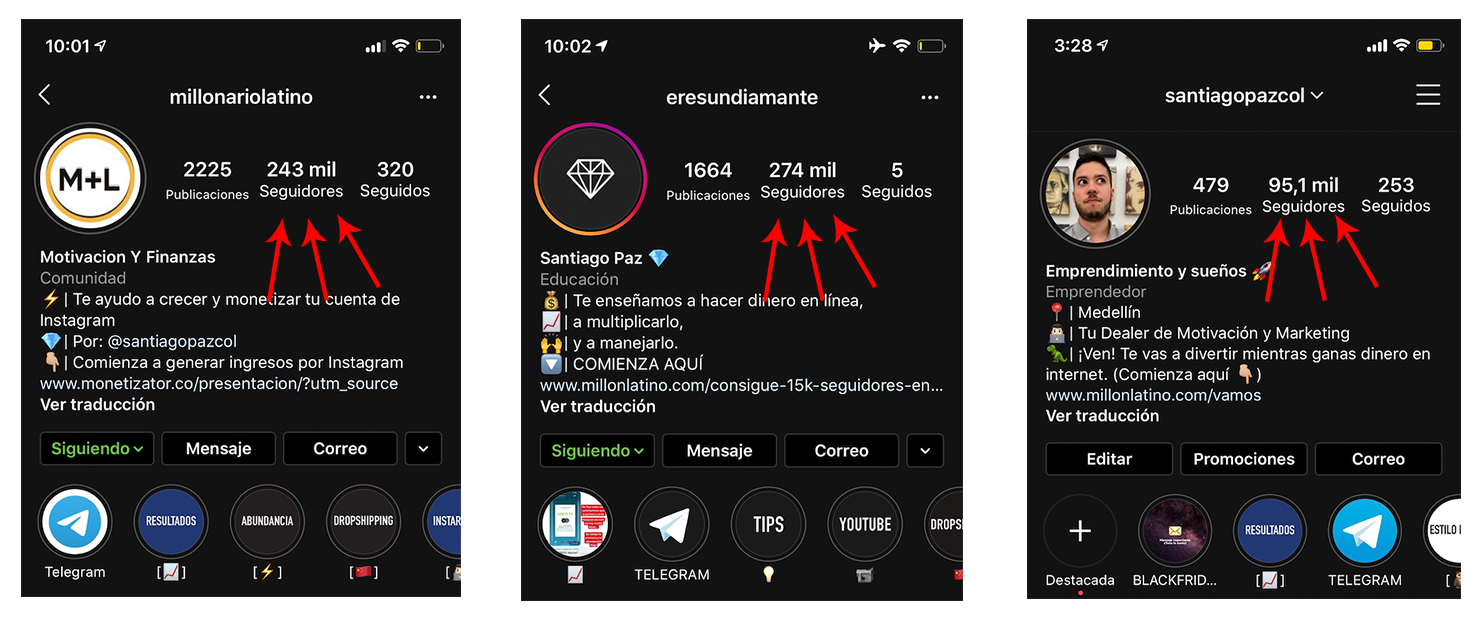 10:01
millonariolatino
M+L
2225 243 mil 320
Publicaciones Seguidores Seguidos
Motivacion Y Finanzas
Comunidad
⚡| Te ayudo a crecer y monetizar tu cuenta de
Instagram
💎| Por: @santiagopazcol
👇🏼| Comienza a generar ingresos por Instagram
www.monetizator.co/presentacion/?utm_source
Ver traducción
Siguiendo Mensaje Correo
RESULTADOS ABUNDANCIA DROPSHIPPING INSTAR
Telegram [📈] [⚡] [🇨🇳] [👨🏻‍💻
10:02
eresundiamante
1664 274 mil 5
Publicaciones Seguidores Seguidos
Santiago Paz 💎
Educación
💰| Te enseñamos a hacer dinero en línea,
📈| a multiplicarlo,
🙌| y a manejarlo.
🔽| COMIENZA AQUÍ
www.millonlatino.com/consigue-15k-seguidores-en...
Ver traducción
Siguiendo Mensaje Correo
TIPS YOUTUBE DROPS
📈 TELEGRAM 💡 📹 🇨🇳
3:28
santiagopazcol
479 95,1 mil 253
Publicaciones Seguidores Seguidos
Emprendimiento y sueños 🚀
Emprendedor
📍| Medellín
👨🏻‍💻| Tu Dealer de Motivación y Marketing
🦖| ¡Ven! Te vas a divertir mientras ganas dinero en
internet. (Comienza aquí 👇🏼)
www.millonlatino.com/vamos
Ver traducción
Editar Promociones Correo
RESULTADOS ESTILO D
Destacada BLACKFRID... [📈] TELEGRAM [